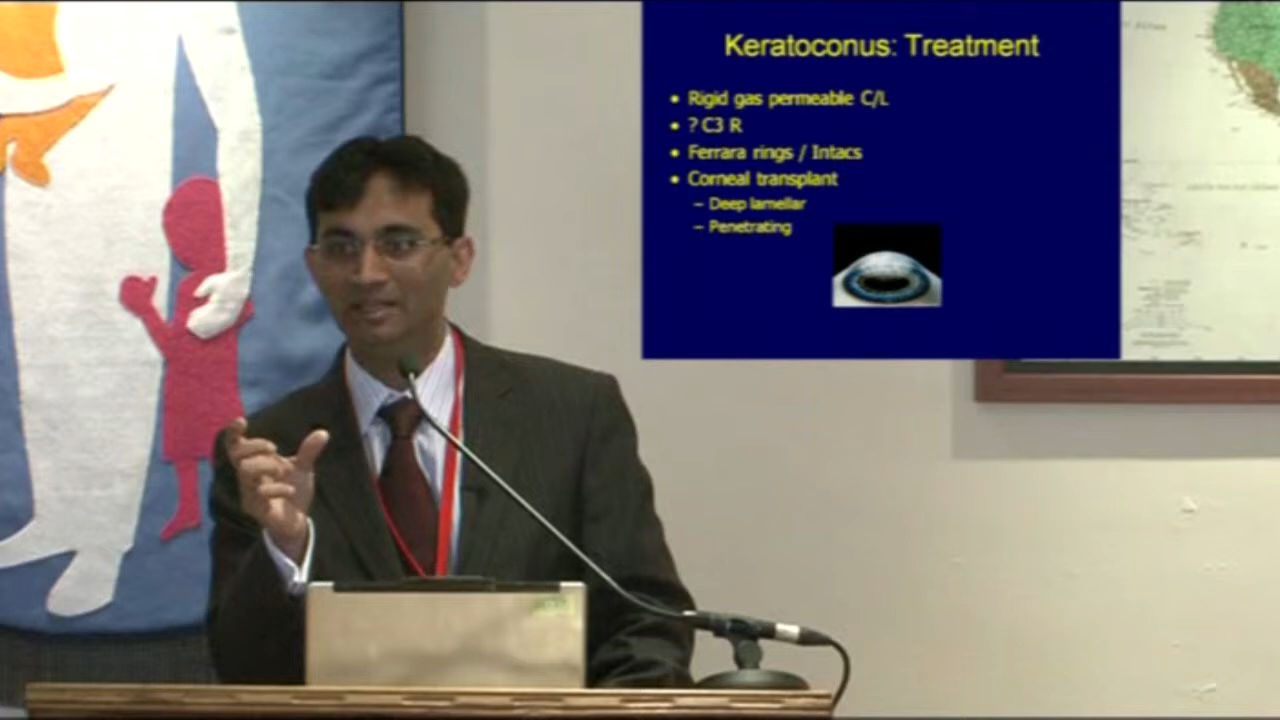 Keratoconus: Treatment
• Rigid gas permeable C/L
• ? C3 R
• Ferrara rings / Intacs
• Corneal transplant
– Deep lamellar
– Penetrating